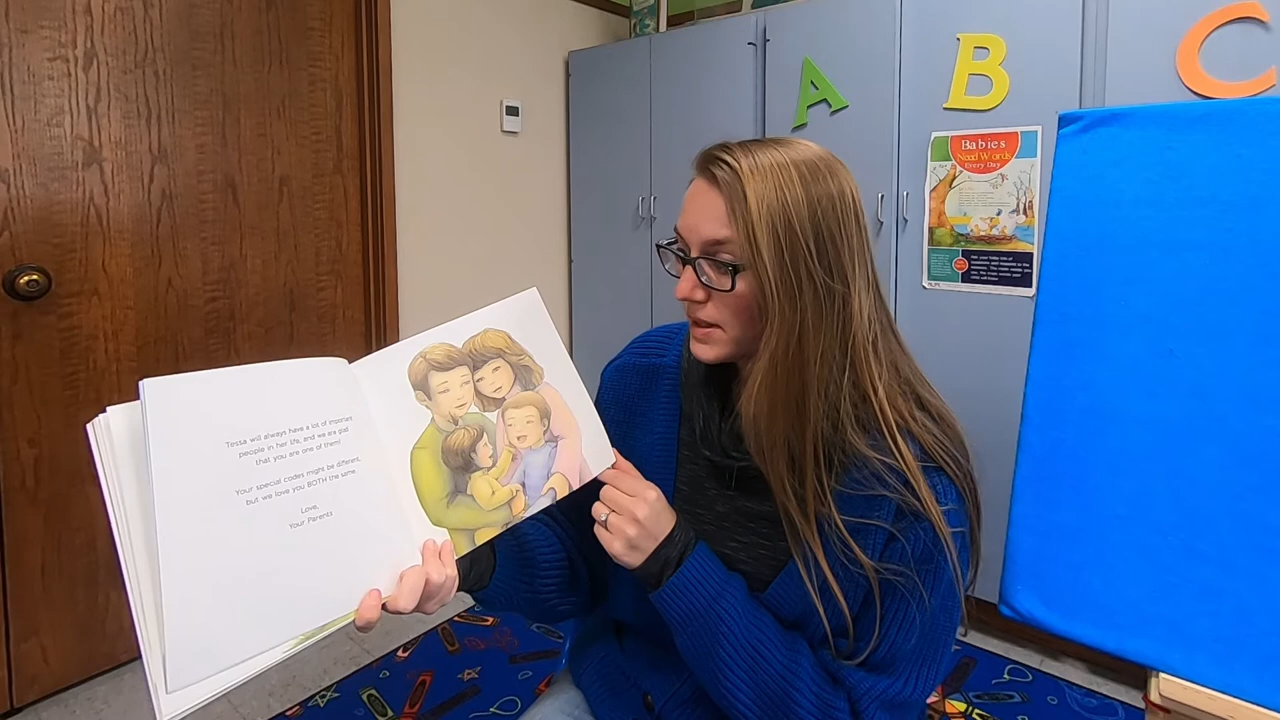 A B C
Babies
Need Words
Every Day
Tessa will always have a lot of important
people in her life, and we are glad
that you are one of them!
Your special codes might be different,
but we love you BOTH the same.
Love,
Your Parents